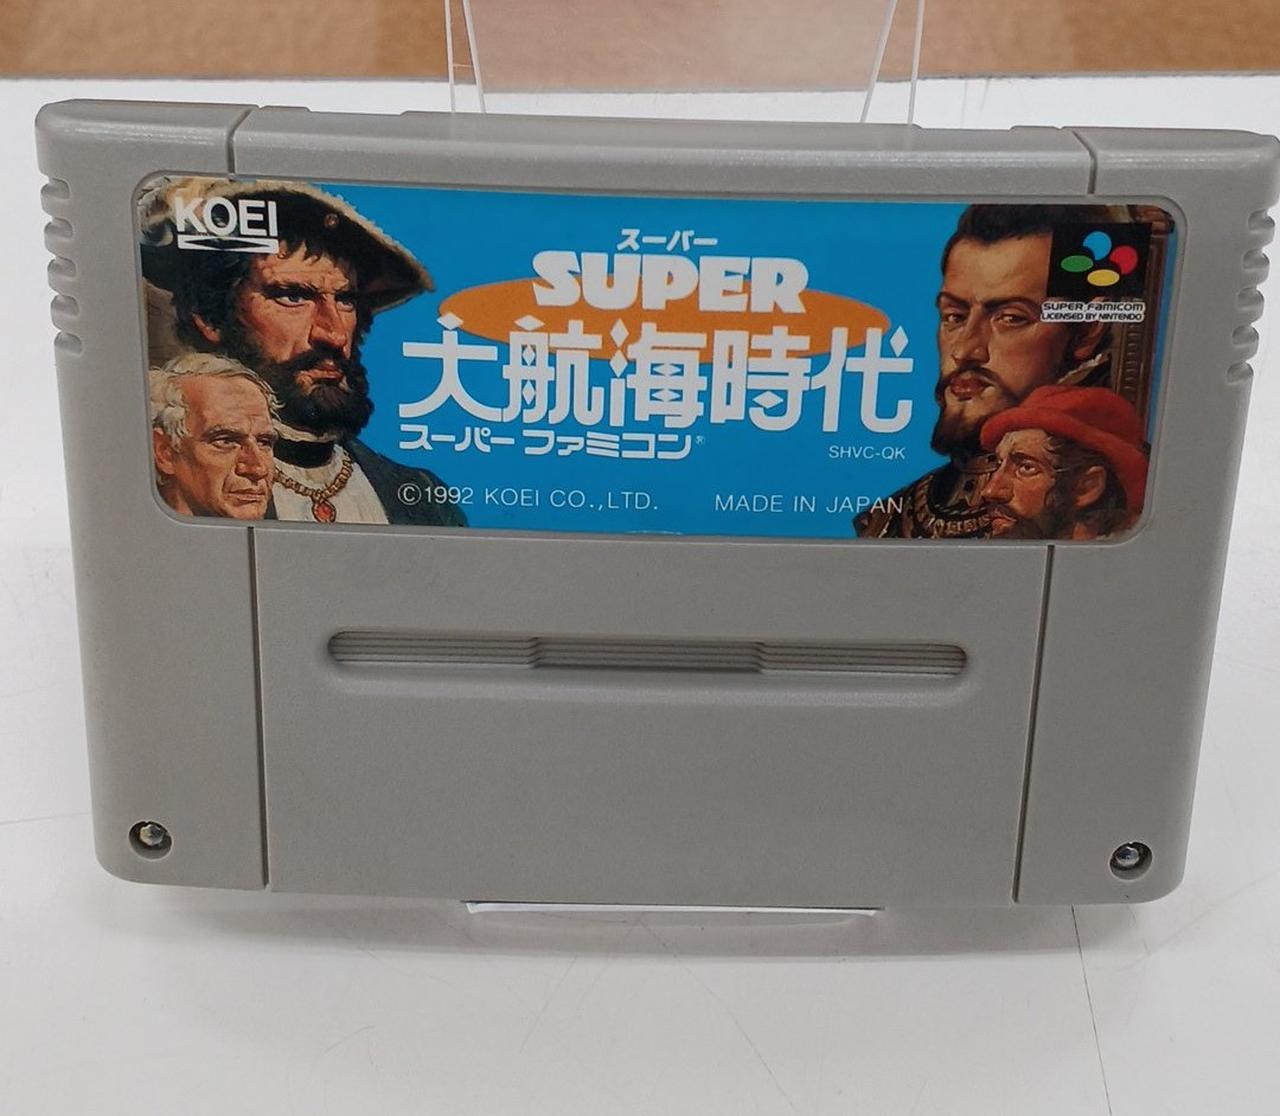 KOEI
スーパー
SUPER
大航海時代
スーパーファミコン®
SHVC-QK
©1992 KOEI CO.,LTD.
MADE IN JAPAN
SUPER FAMICOM
LICENSED BY NINTENDO